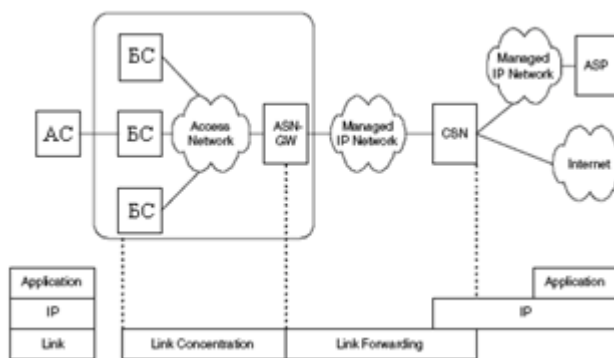 БС
Managed
IP Network
ASP
АС
БС
Access
Network
ASN-
GW
Managed
IP Network
CSN
Internet
БС
Application
Application
IP
IP
Link
Link Concentration
Link Forwarding